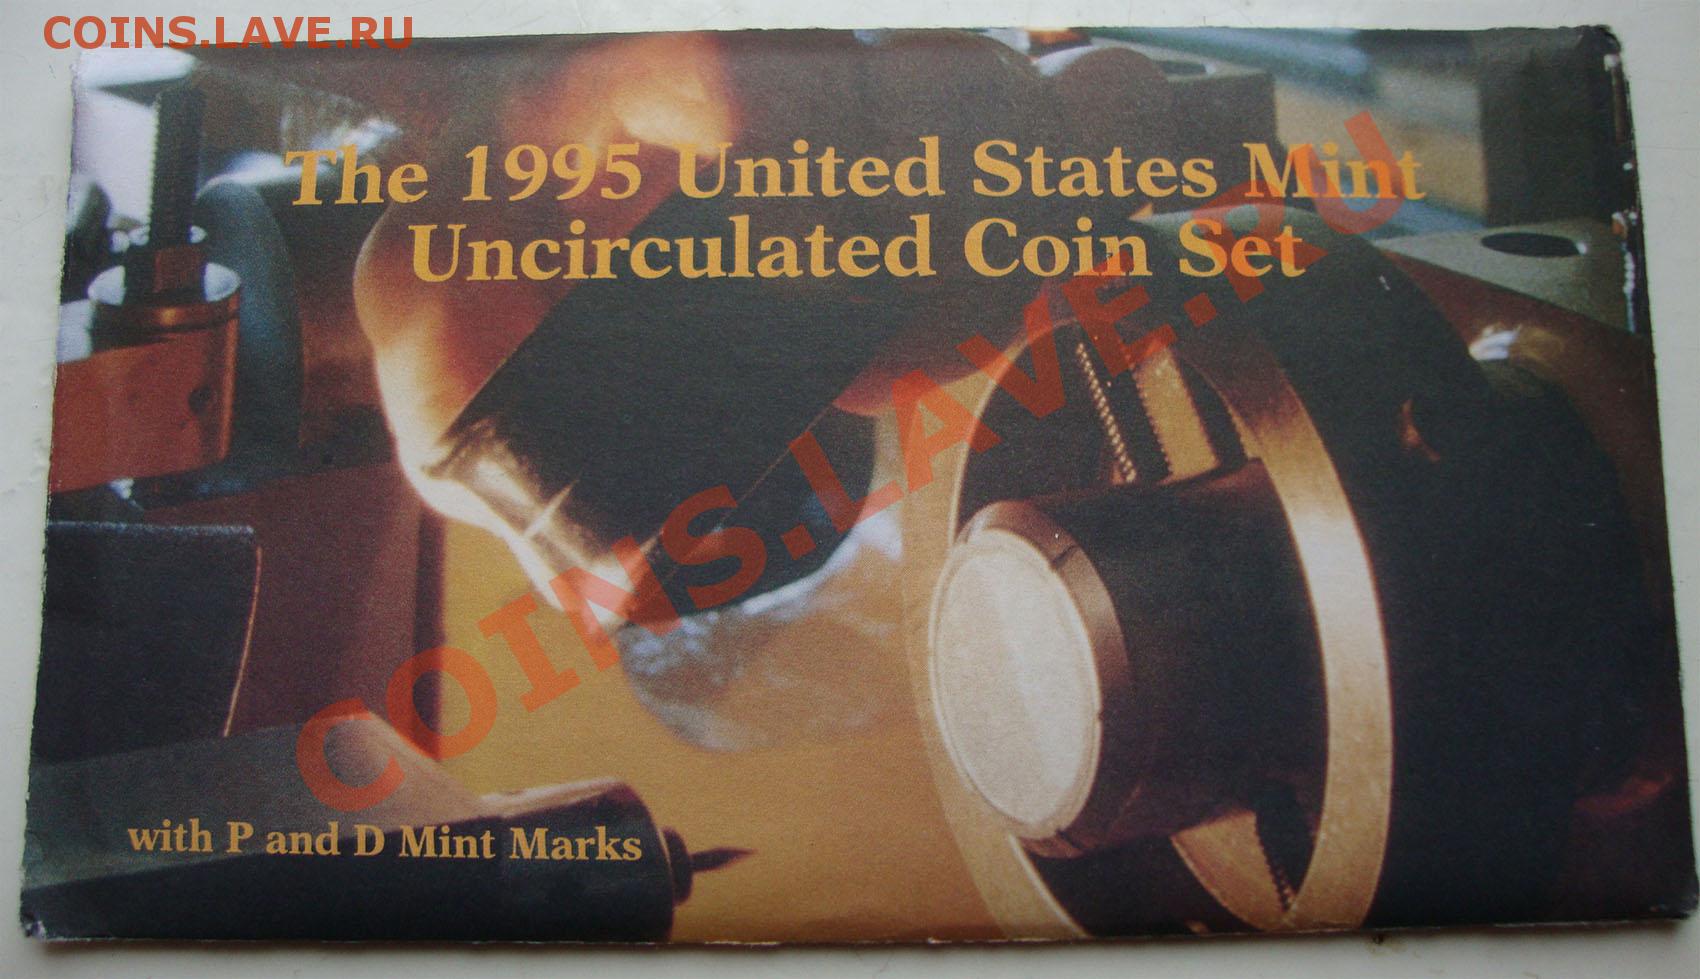 COINS.LAVE.RU
The 1995 United States Mint
Uncirculated Coin Set
COINS.LAVE.RU
with P and D Mint Marks